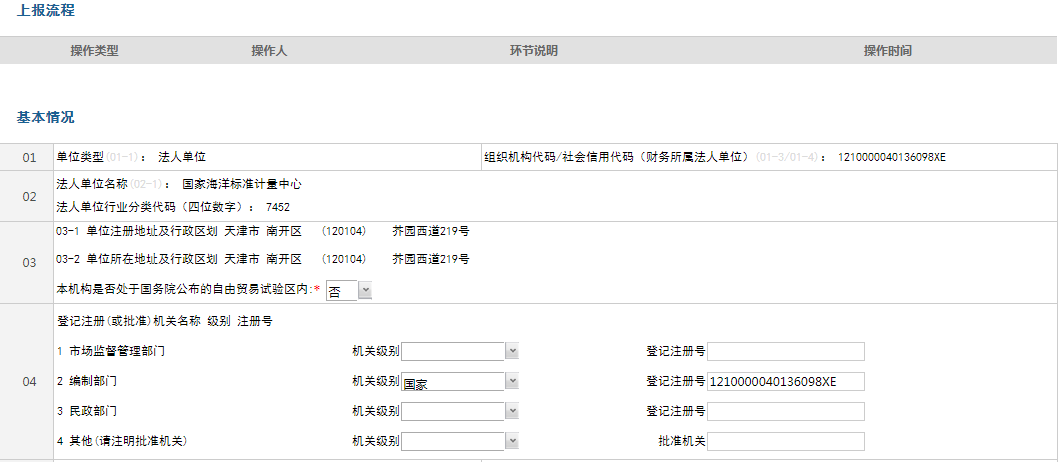 上报流程
操作类型 操作人 环节说明 操作时间
基本情况
01 单位类型(01-1)： 法人单位 组织机构代码/社会信用代码（财务所属法人单位）(01-3/01-4)： 1210000040136098XE
02 法人单位名称(02-1)： 国家海洋标准计量中心
法人单位行业分类代码（四位数字）： 7452
03 03-1 单位注册地址及行政区划 天津市 南开区 (120104) 芥园西道219号
03-2 单位所在地址及行政区划 天津市 南开区 (120104) 芥园西道219号
本机构是否处于国务院公布的自由贸易试验区内:* 否
04 登记注册(或批准)机关名称 级别 注册号
1 市场监督管理部门 机关级别 登记注册号
2 编制部门 机关级别 国家 登记注册号 1210000040136098XE
3 民政部门 机关级别 登记注册号
4 其他(请注明批准机关) 机关级别 批准机关